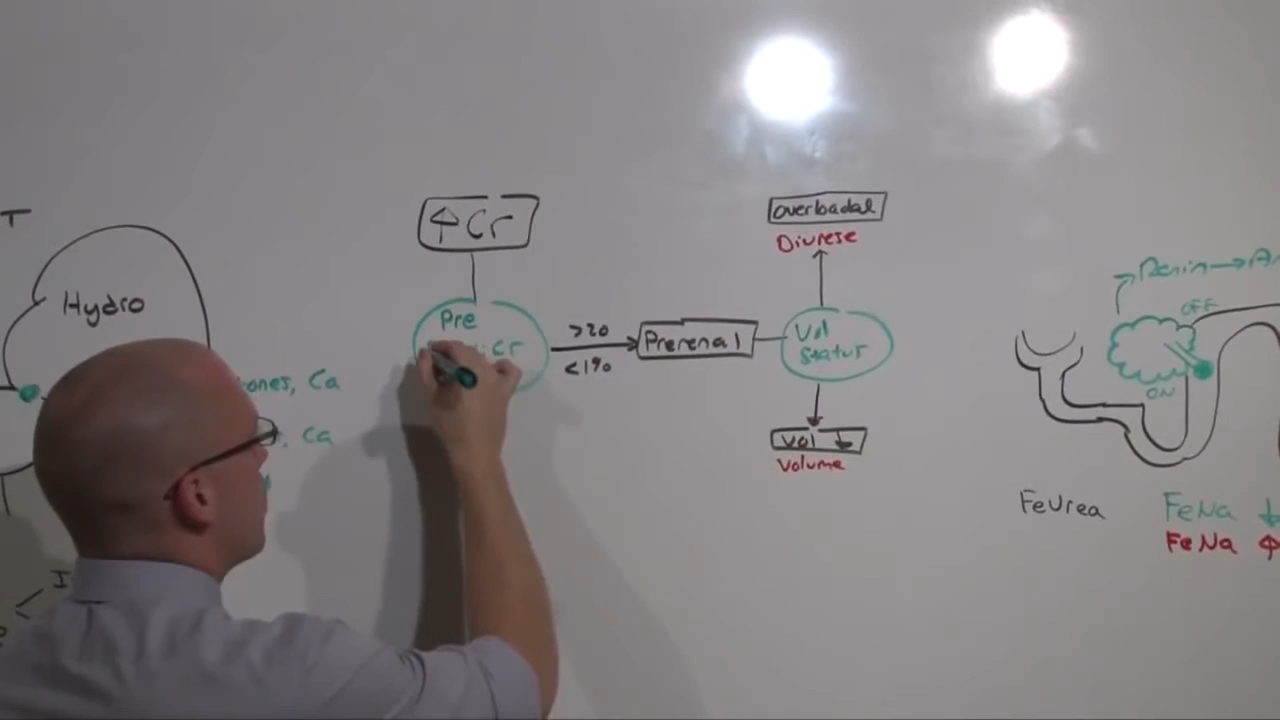 T
Hydro
ones, Ca
, Ca
I
↑Cr
Pre
:Cr
>20
<1%
Prerenal
overloadal
Diurese
Vol
Status
Vol ↓
Volume
Renin→A
OFF
ON
FeUrea
FeNa ↓
FeNa ↑